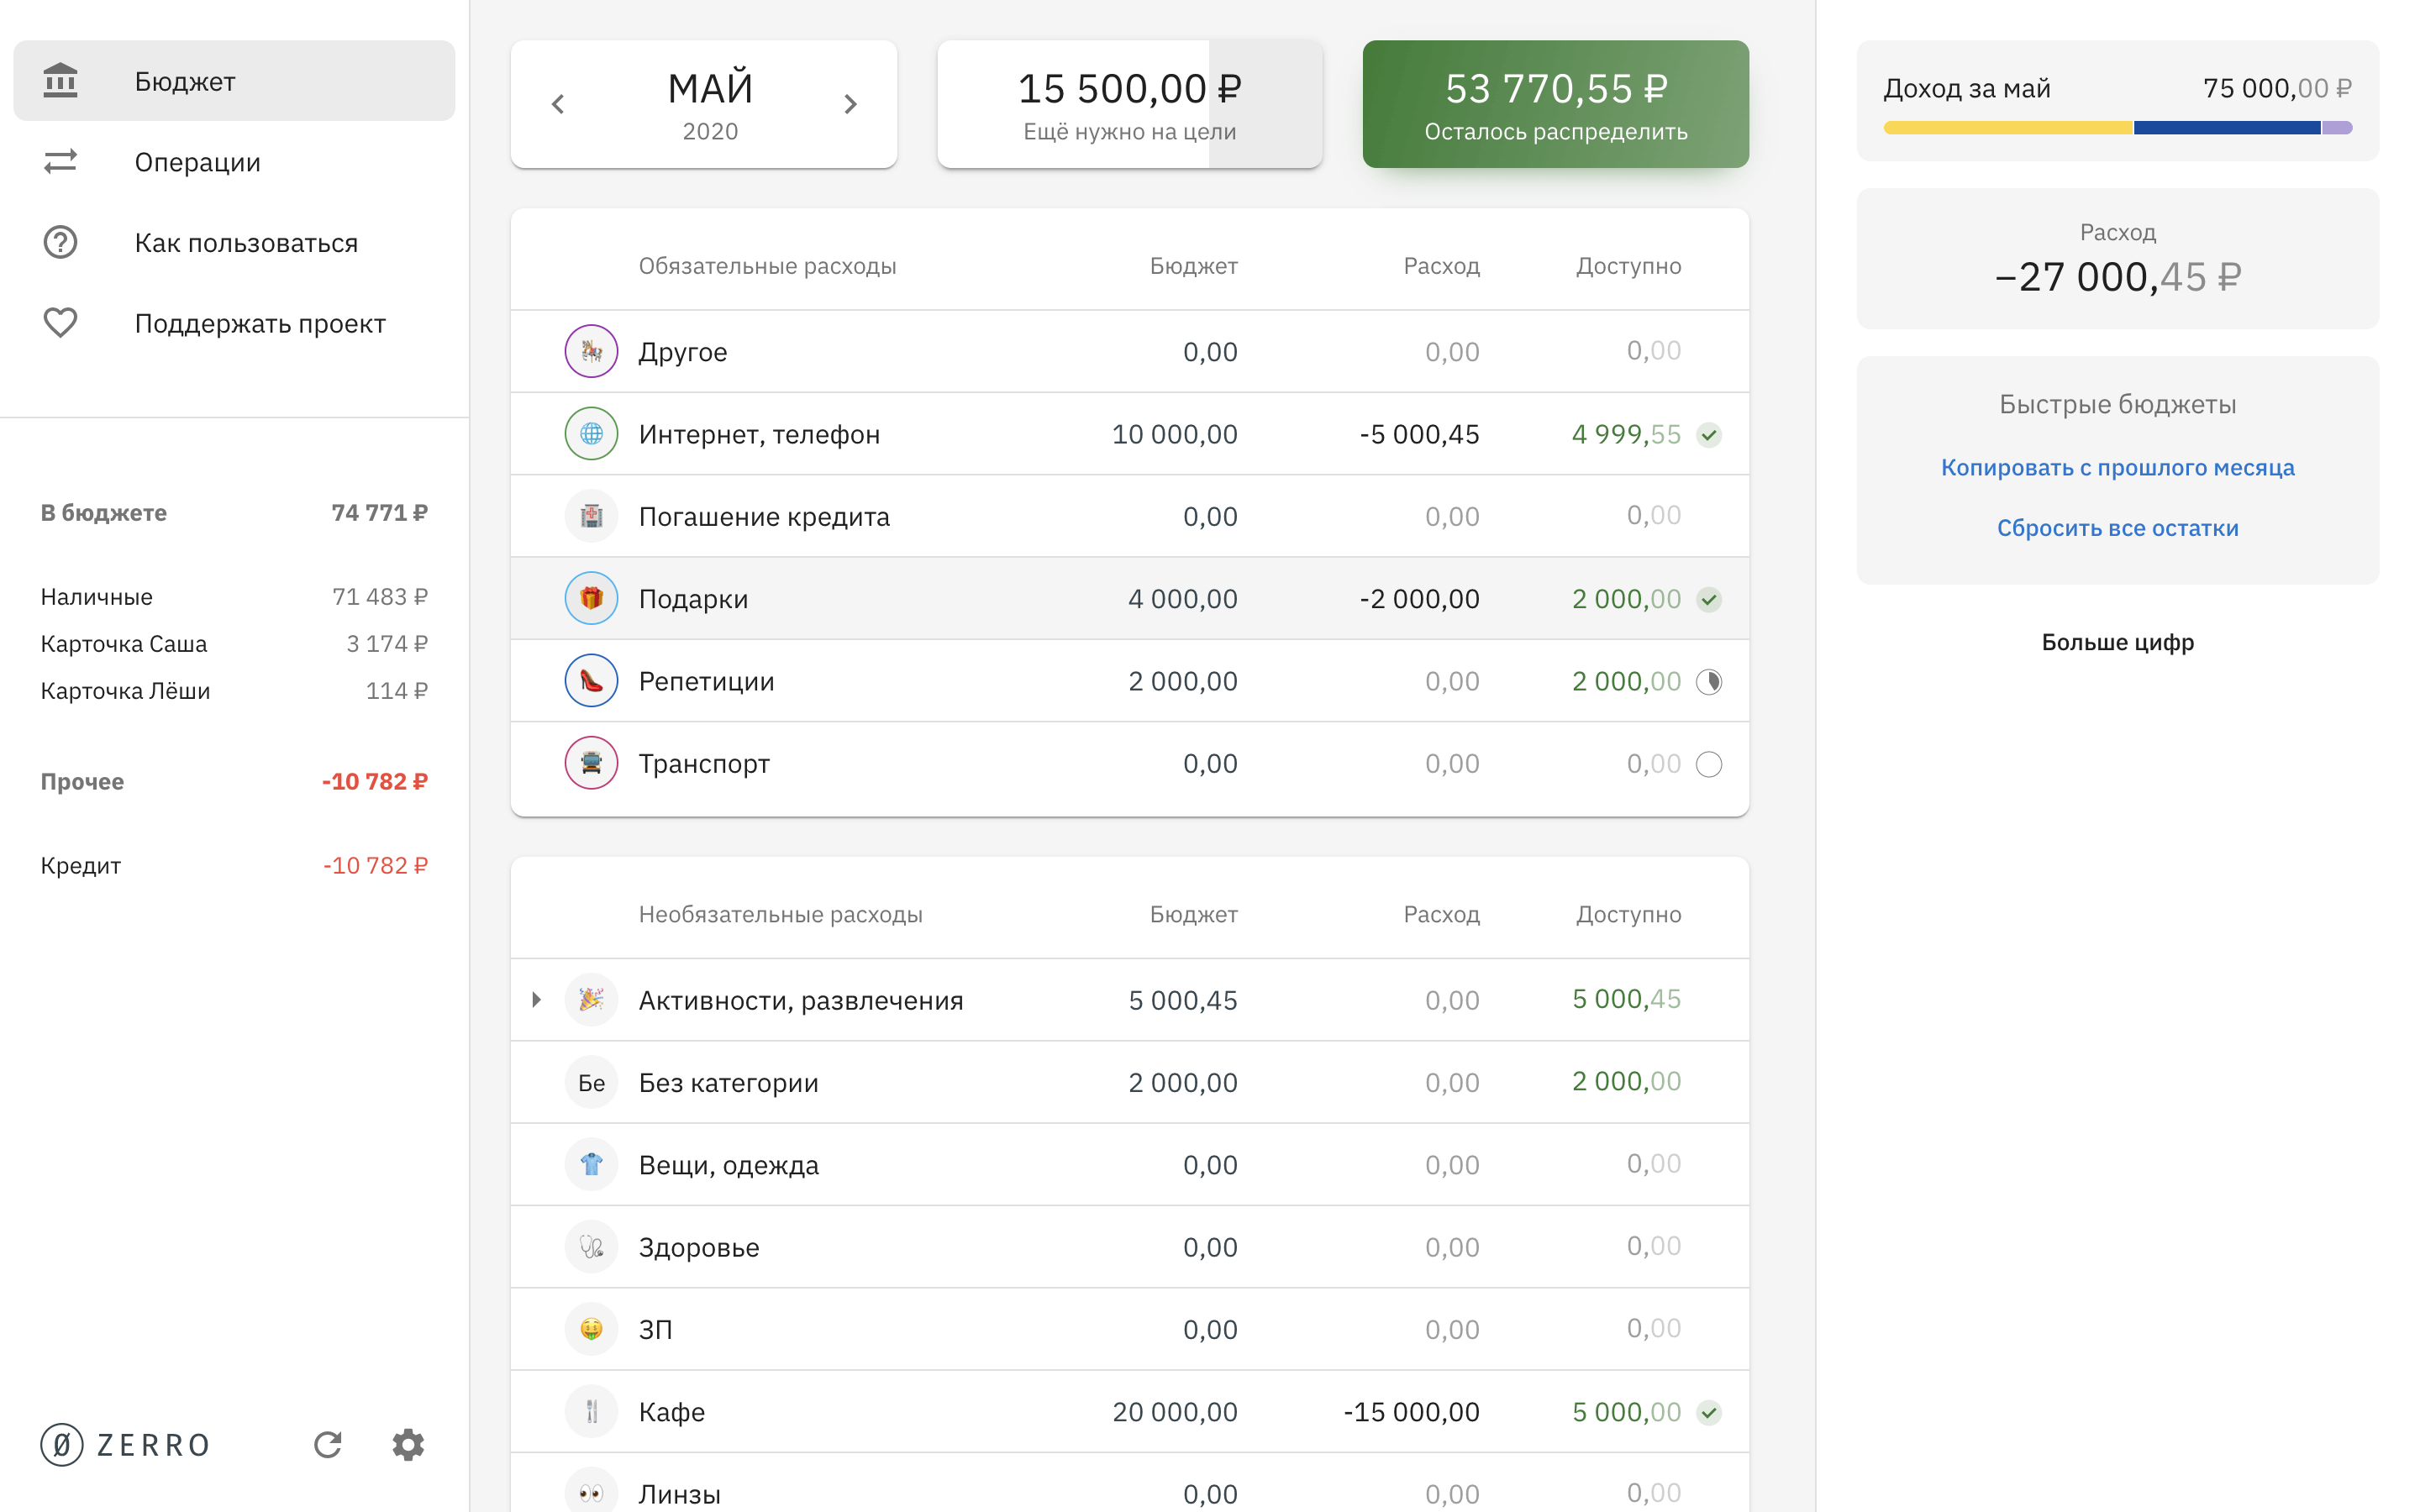 Бюджет
Операции
Как пользоваться
Поддержать проект
В бюджете 74 771 ₽
Наличные 71 483 ₽
Карточка Саша 3 174 ₽
Карточка Лёши 114 ₽
Прочее -10 782 ₽
Кредит -10 782 ₽
ZERRO
МАЙ
2020
15 500,00 ₽
Ещё нужно на цели
53 770,55 ₽
Осталось распределить
Обязательные расходы Бюджет Расход Доступно
Другое 0,00 0,00 0,00
Интернет, телефон 10 000,00 -5 000,45 4 999,55
Погашение кредита 0,00 0,00 0,00
Подарки 4 000,00 -2 000,00 2 000,00
Репетиции 2 000,00 0,00 2 000,00
Транспорт 0,00 0,00 0,00
Необязательные расходы Бюджет Расход Доступно
Активности, развлечения 5 000,45 0,00 5 000,45
Бе Без категории 2 000,00 0,00 2 000,00
Вещи, одежда 0,00 0,00 0,00
Здоровье 0,00 0,00 0,00
ЗП 0,00 0,00 0,00
Кафе 20 000,00 -15 000,00 5 000,00
Линзы 0,00 0,00 0,00
Доход за май 75 000,00 ₽
Расход
−27 000,45 ₽
Быстрые бюджеты
Копировать с прошлого месяца
Сбросить все остатки
Больше цифр